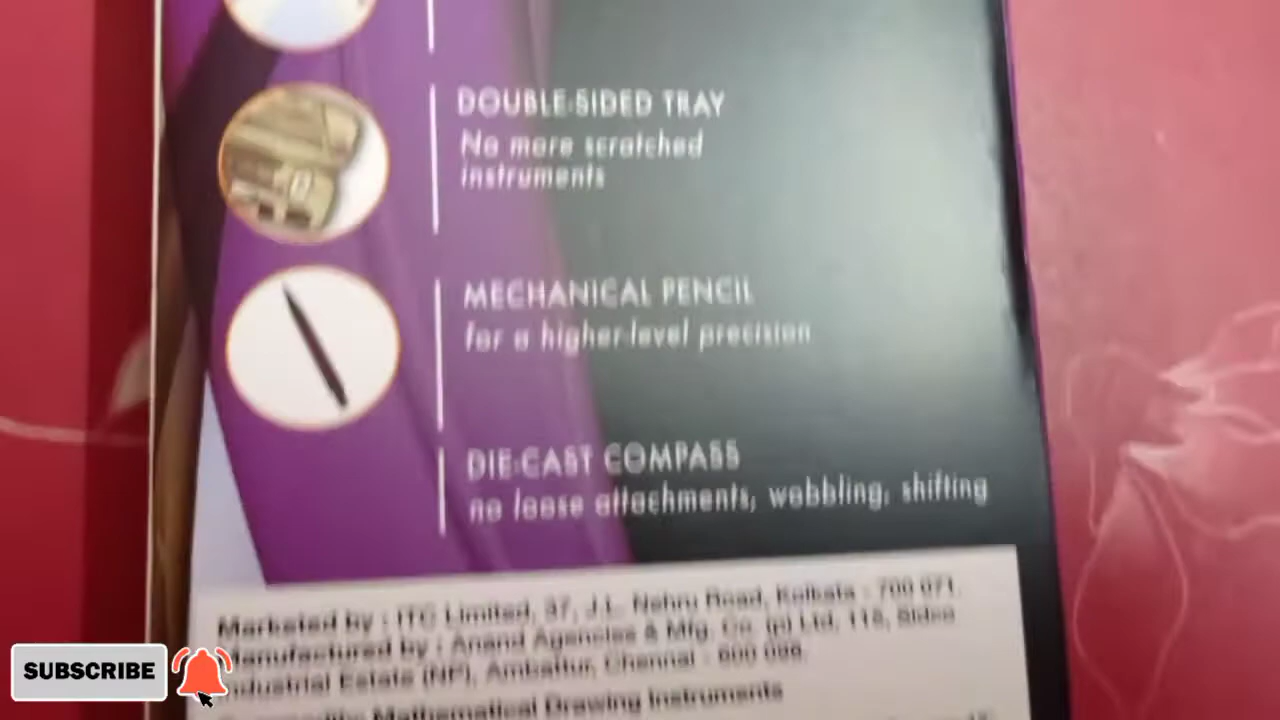 DOUBLE-SIDED TRAY
No more scratched
instruments
MECHANICAL PENCIL
for a higher-level precision
DIE-CAST COMPASS
no loose attachments, wobbling, shifting
Marketed by : ITC Limited, 37, J.L. Nehru Road, Kolkata - 700 071.
Manufactured by : Anand Agencies & Mfg. Co. (p) Ltd, 118, Sidco
Industrial Estate (NP), Ambattur, Chennai - 600 098.
Mathematical Drawing Instruments
SUBSCRIBE